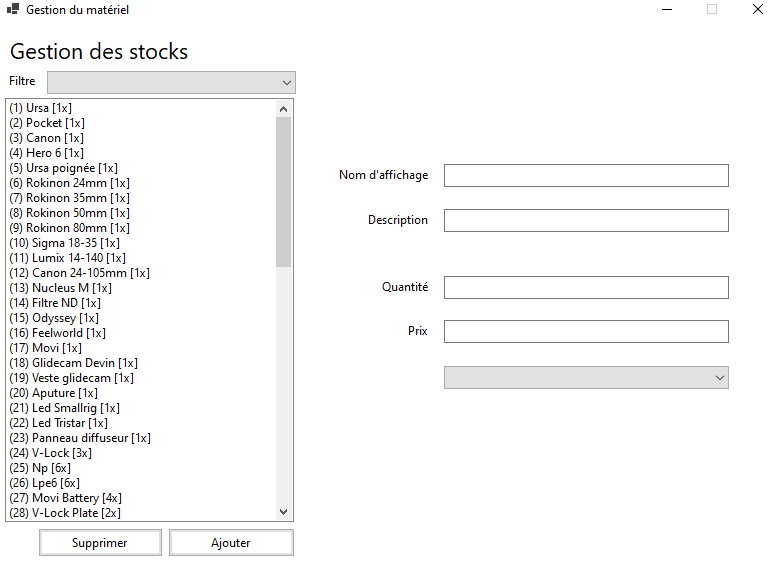 Gestion du matériel
Gestion des stocks
Filtre
(1) Ursa [1x]
(2) Pocket [1x]
(3) Canon [1x]
(4) Hero 6 [1x]
(5) Ursa poignée [1x]
(6) Rokinon 24mm [1x]
(7) Rokinon 35mm [1x]
(8) Rokinon 50mm [1x]
(9) Rokinon 80mm [1x]
(10) Sigma 18-35 [1x]
(11) Lumix 14-140 [1x]
(12) Canon 24-105mm [1x]
(13) Nucleus M [1x]
(14) Filtre ND [1x]
(15) Odyssey [1x]
(16) Feelworld [1x]
(17) Movi [1x]
(18) Glidecam Devin [1x]
(19) Veste glidecam [1x]
(20) Aputure [1x]
(21) Led Smallrig [1x]
(22) Led Tristar [1x]
(23) Panneau diffuseur [1x]
(24) V-Lock [3x]
(25) Np [6x]
(26) Lpe6 [6x]
(27) Movi Battery [4x]
(28) V-Lock Plate [2x]
Supprimer
Ajouter
Nom d'affichage
Description
Quantité
Prix